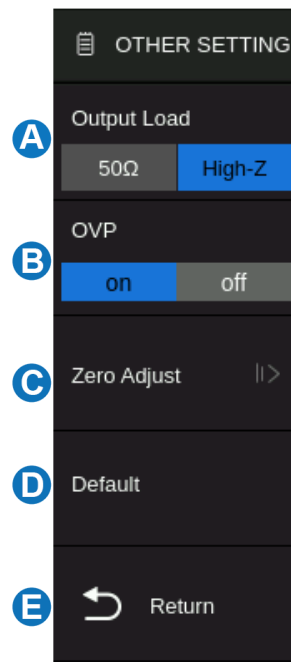 OTHER SETTING
A
Output Load
50Ω High-Z
B
OVP
on off
C
Zero Adjust
D
Default
E
Return